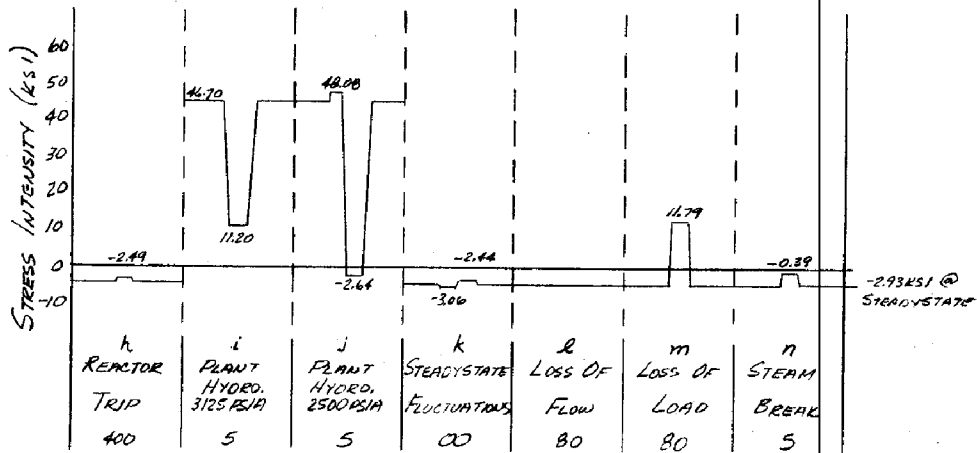 STRESS INTENSITY (KSI)
60
50
40
30
20
10
0
-10
-2.49
46.70
11.20
48.08
-2.64
-2.44
-3.06
11.79
-0.39
-2.93 KSI @
STEADYSTATE
h
REACTOR
TRIP
400
i
PLANT
HYDRO.
3125 PSIA
5
j
PLANT
HYDRO.
2500 PSIA
5
k
STEADYSTATE
FLUCTUATIONS
∞
l
LOSS OF
FLOW
80
m
LOSS OF
LOAD
80
n
STEAM
BREAK
5